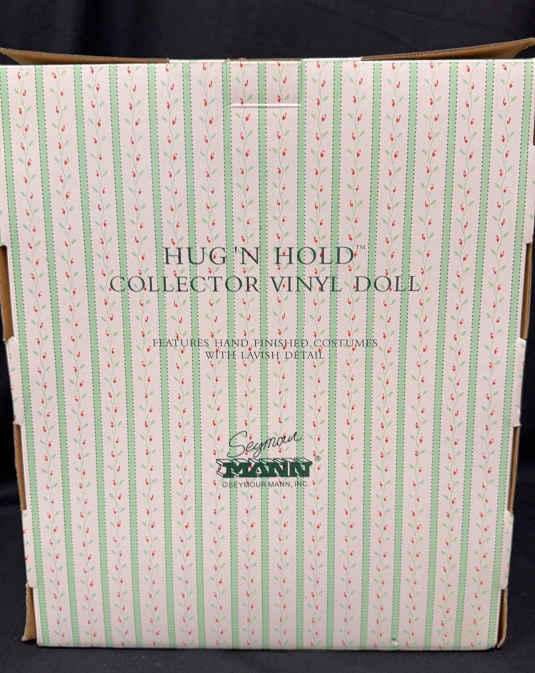 HUG 'N HOLD™
COLLECTOR VINYL DOLL
FEATURES HAND FINISHED COSTUMES
WITH LAVISH DETAIL
Seymour
MANN®
©SEYMOUR MANN, INC.